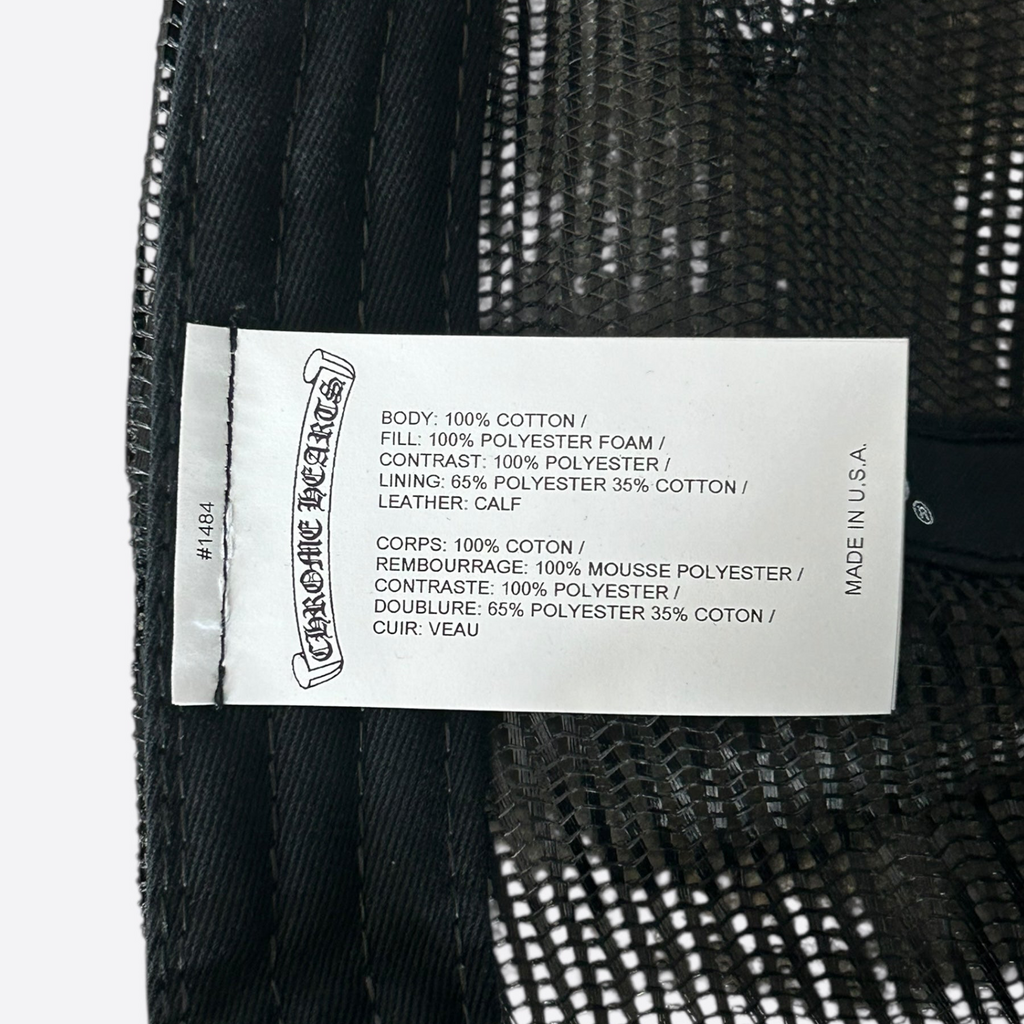 #1484
CHROME HEARTS
BODY: 100% COTTON /
FILL: 100% POLYESTER FOAM /
CONTRAST: 100% POLYESTER /
LINING: 65% POLYESTER 35% COTTON /
LEATHER: CALF
CORPS: 100% COTON /
REMBOURRAGE: 100% MOUSSE POLYESTER /
CONTRASTE: 100% POLYESTER /
DOUBLURE: 65% POLYESTER 35% COTON /
CUIR: VEAU
MADE IN U.S.A.